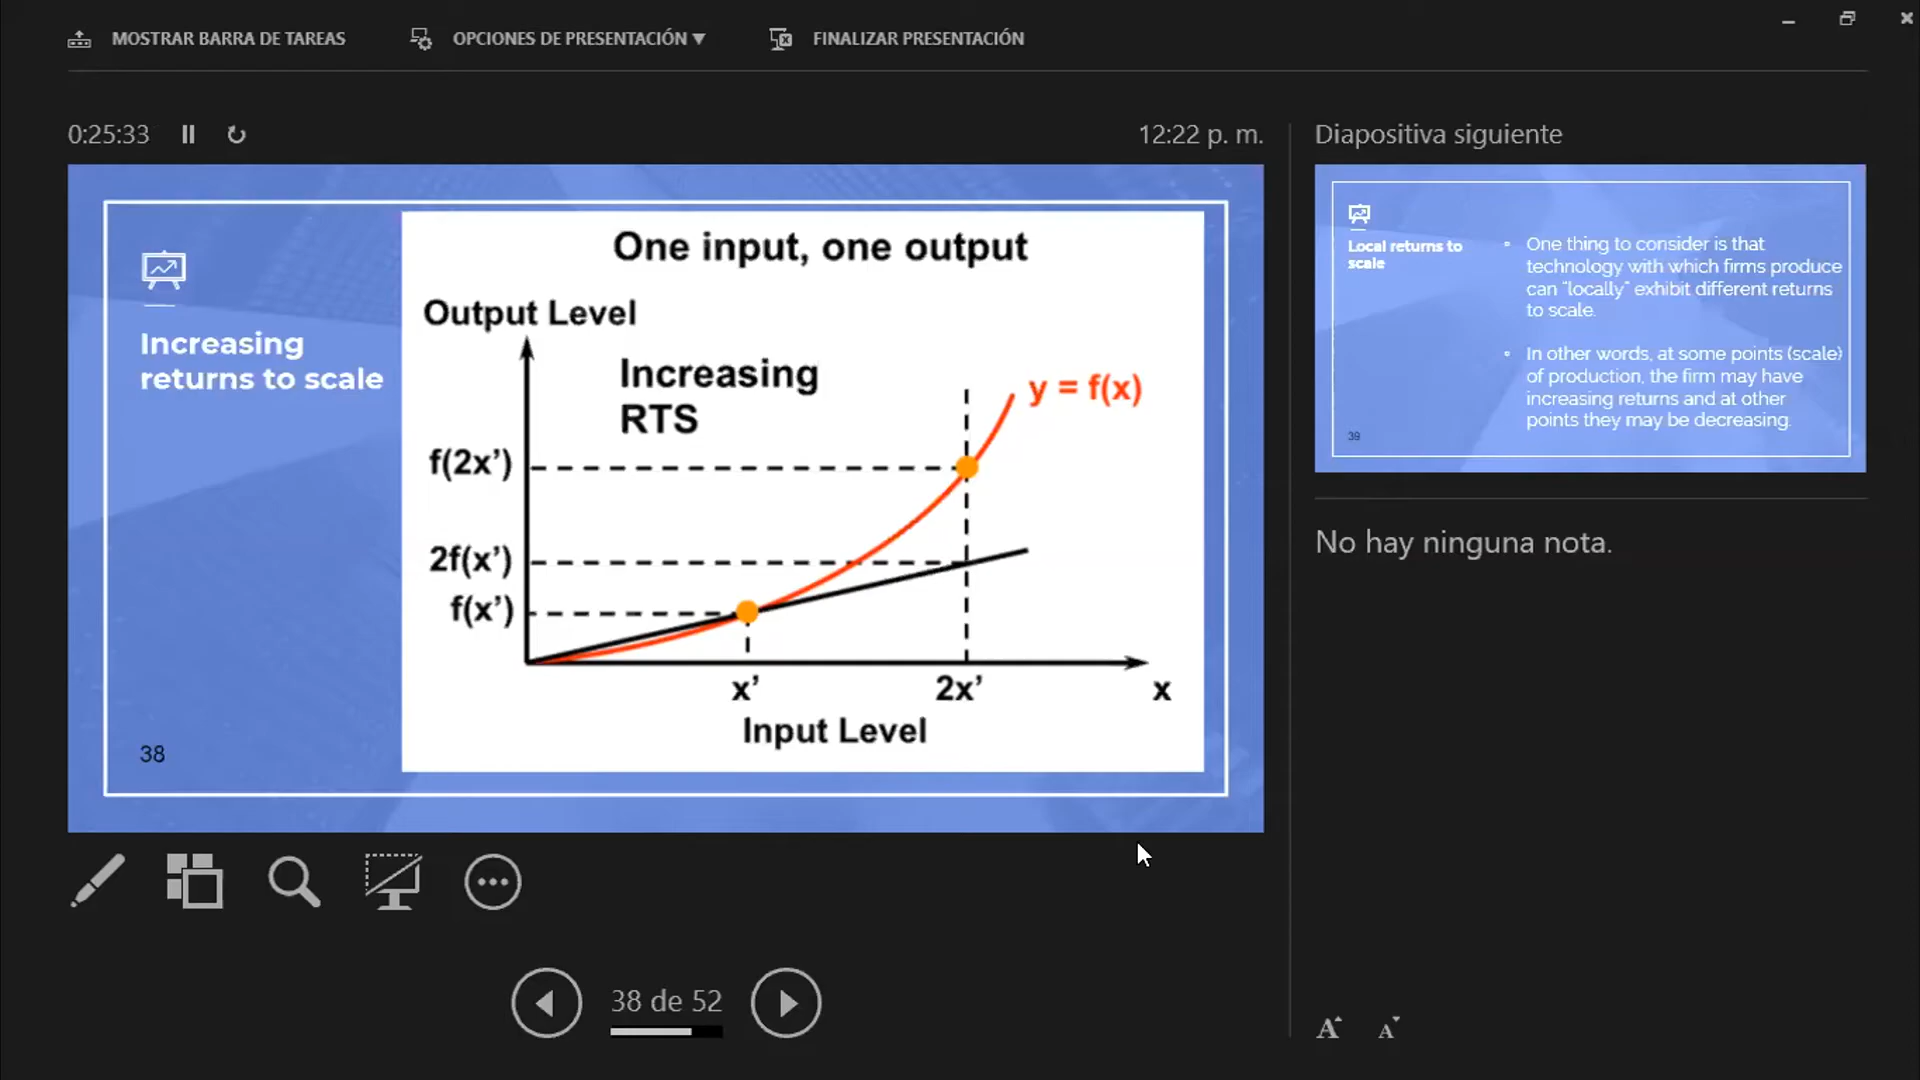 MOSTRAR BARRA DE TAREAS
OPCIONES DE PRESENTACIÓN ▼
FINALIZAR PRESENTACIÓN
0:25:33
12:22 p. m.
One input, one output
Output Level
Increasing
returns to scale
Increasing
RTS
y = f(x)
f(2x’)
2f(x’)
f(x’)
x’
2x’
x
Input Level
38
Diapositiva siguiente
Local returns to
scale
One thing to consider is that
technology with which firms produce
can "locally" exhibit different returns
to scale.
In other words, at some points (scale)
of production, the firm may have
increasing returns and at other
points they may be decreasing.
39
No hay ninguna nota.
38 de 52
A A